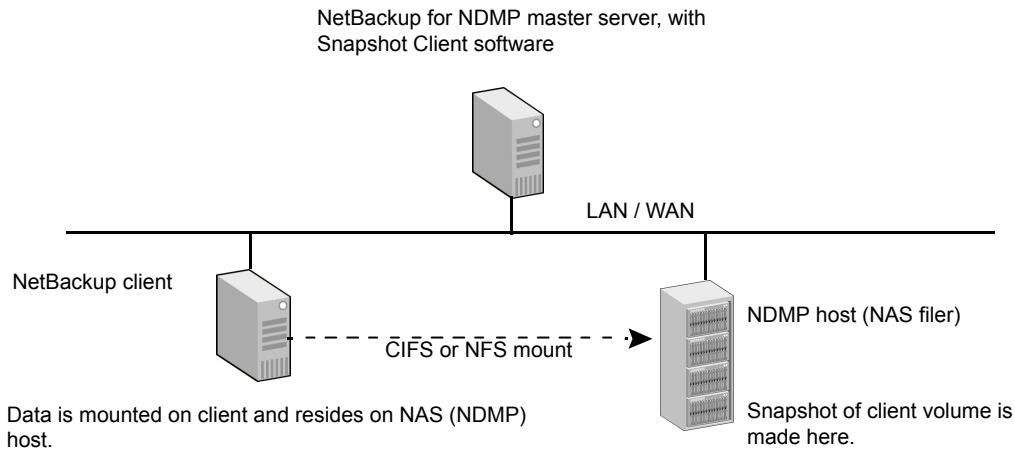 NetBackup for NDMP master server, with
Snapshot Client software
LAN / WAN
NetBackup client
NDMP host (NAS filer)
CIFS or NFS mount
Data is mounted on client and resides on NAS (NDMP)
host.
Snapshot of client volume is
made here.